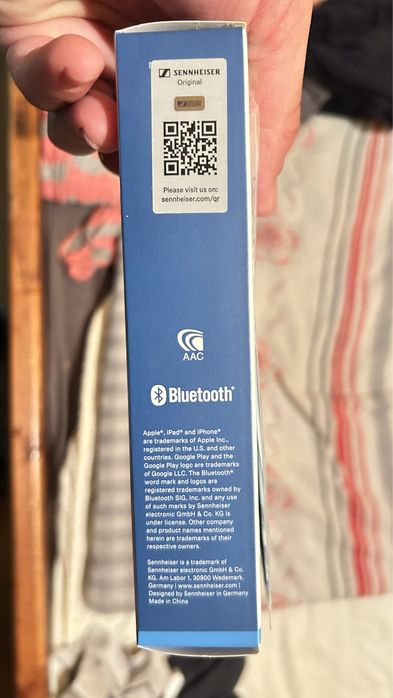 SENNHEISER
Original
Please visit us on:
sennheiser.com/qr
AAC
Bluetooth®
Apple®, iPad® and iPhone®
are trademarks of Apple Inc.,
registered in the U.S. and other
countries. Google Play and the
Google Play logo are trademarks
of Google LLC. The Bluetooth®
word mark and logos are
registered trademarks owned by
Bluetooth SIG, Inc. and any use
of such marks by Sennheiser
electronic GmbH & Co. KG is
under license. Other company
and product names mentioned
herein are trademarks of their
respective owners.
Sennheiser is a trademark of
Sennheiser electronic GmbH & Co.
KG. Am Labor 1, 30900 Wedemark,
Germany | www.sennheiser.com |
Designed by Sennheiser in Germany
Made in China